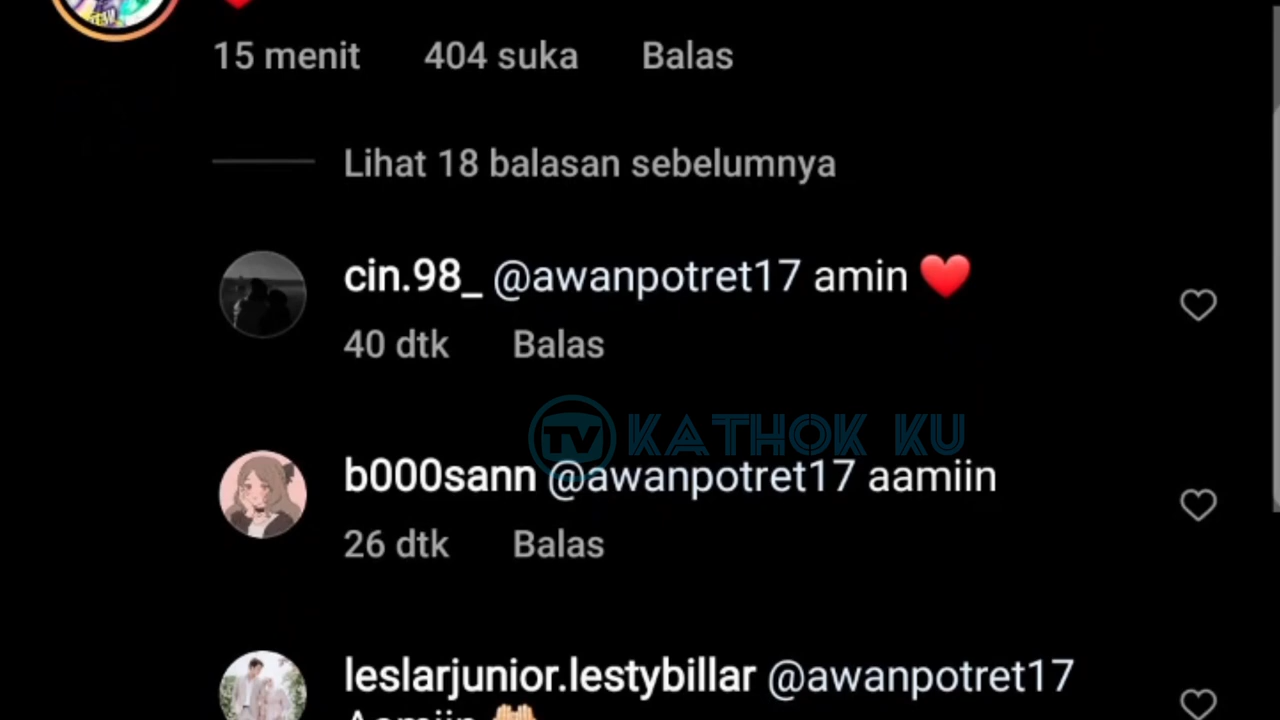 15 menit 404 suka Balas
Lihat 18 balasan sebelumnya
cin.98_ @awanpotret17 amin ❤️
40 dtk Balas
TV KATHOK KU
b000sann @awanpotret17 aamiin
26 dtk Balas
leslarjunior.lestybillar @awanpotret17
Aamiin 🤲🏼